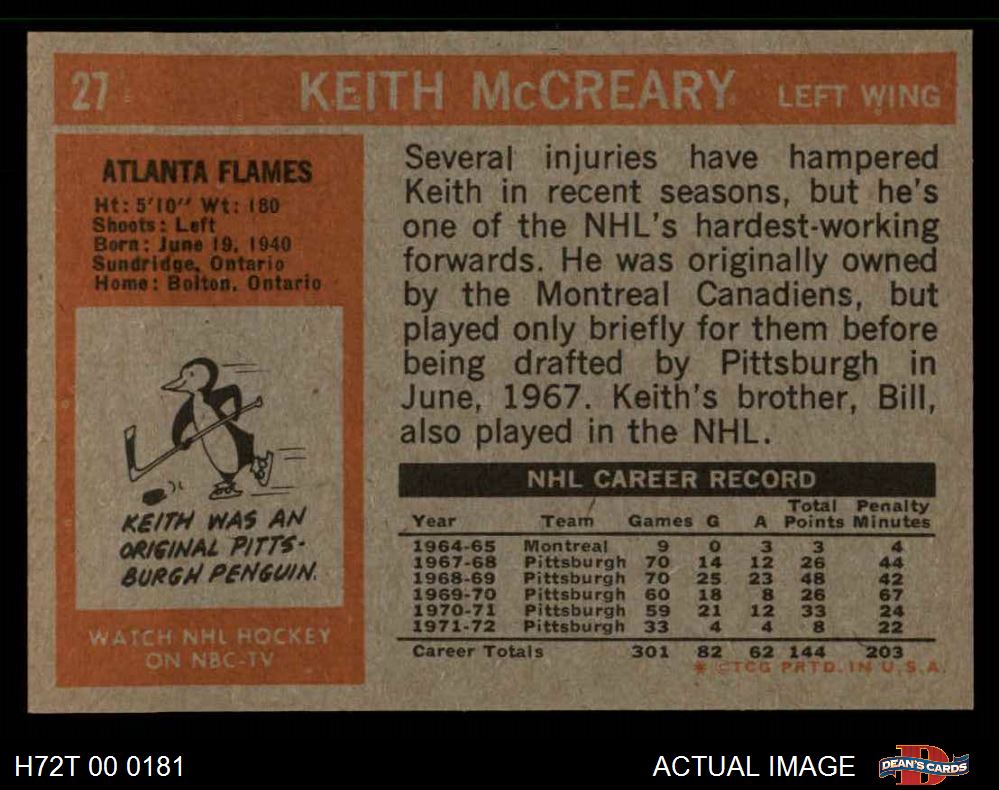 27 KEITH McCREARY LEFT WING
ATLANTA FLAMES
Ht: 5'10" Wt: 180
Shoots: Left
Born: June 19, 1940
Sundridge, Ontario
Home: Bolton, Ontario
KEITH WAS AN
ORIGINAL PITTS-
BURGH PENGUIN.
WATCH NHL HOCKEY
ON NBC-TV
Several injuries have hampered
Keith in recent seasons, but he's
one of the NHL's hardest-working
forwards. He was originally owned
by the Montreal Canadiens, but
played only briefly for them before
being drafted by Pittsburgh in
June, 1967. Keith's brother, Bill,
also played in the NHL.
NHL CAREER RECORD
Year Team Games G A Total Points Penalty Minutes
1964-65 Montreal 9 0 3 3 4
1967-68 Pittsburgh 70 14 12 26 44
1968-69 Pittsburgh 70 25 23 48 42
1969-70 Pittsburgh 60 18 8 26 67
1970-71 Pittsburgh 59 21 12 33 24
1971-72 Pittsburgh 33 4 4 8 22
Career Totals 301 82 62 144 203
* ©TCG PRTD. IN U.S.A.
H72T 00 0181 ACTUAL IMAGE D DEAN'S CARDS